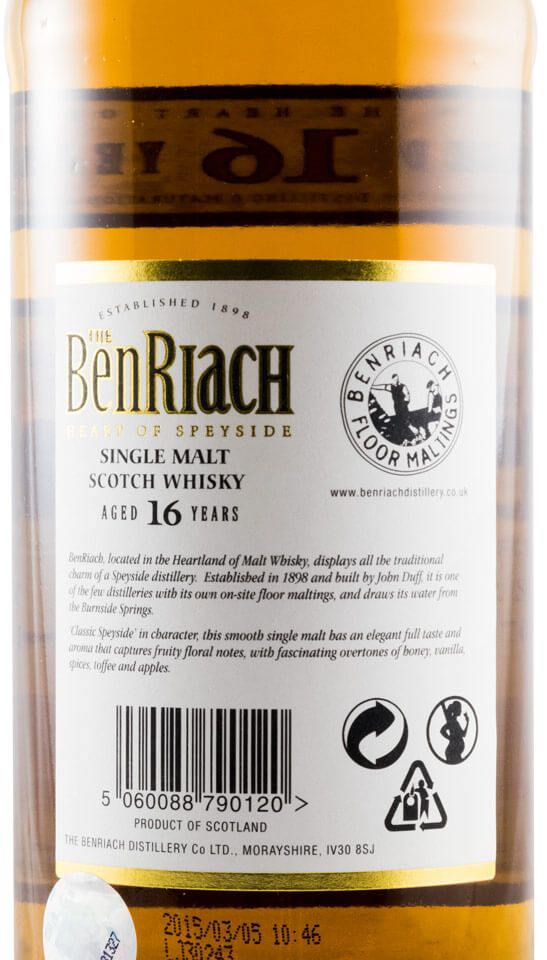 HE HEART O
16 YE
DISTILLING & MATURATION
ESTABLISHED 1898
THE
BENRIACH
HEART OF SPEYSIDE
SINGLE MALT
SCOTCH WHISKY
AGED 16 YEARS
BENRIACH
FLOOR MALTINGS
www.benriachdistillery.co.uk
BenRiach, located in the Heartland of Malt Whisky, displays all the traditional
charm of a Speyside distillery. Established in 1898 and built by John Duff, it is one
of the few distilleries with its own on-site floor maltings, and draws its water from
the Burnside Springs.
'Classic Speyside' in character, this smooth single malt has an elegant full taste and
aroma that captures fruity floral notes, with fascinating overtones of honey, vanilla,
spices, toffee and apples.
5 060088 790120 >
PRODUCT OF SCOTLAND
THE BENRIACH DISTILLERY Co LTD., MORAYSHIRE, IV30 8SJ
2015/03/05 10:46
LJ30243